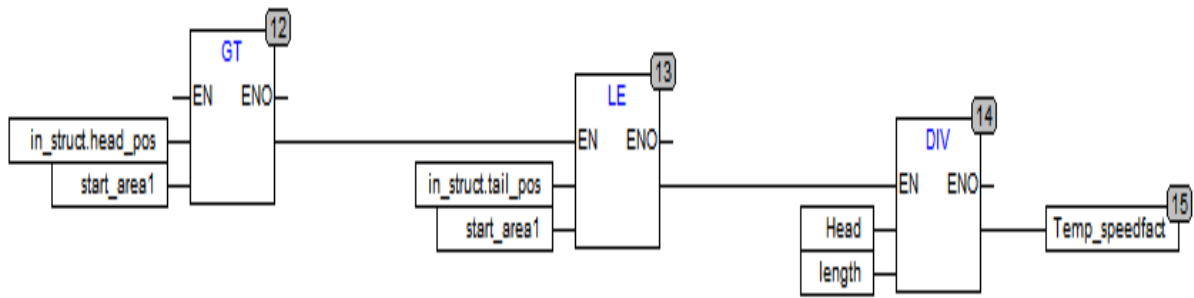 12
GT
EN ENO
in_struct.head_pos
start_area1
13
LE
EN ENO
in_struct.tail_pos
start_area1
14
DIV
EN ENO
Head
length
15
Temp_speedfact